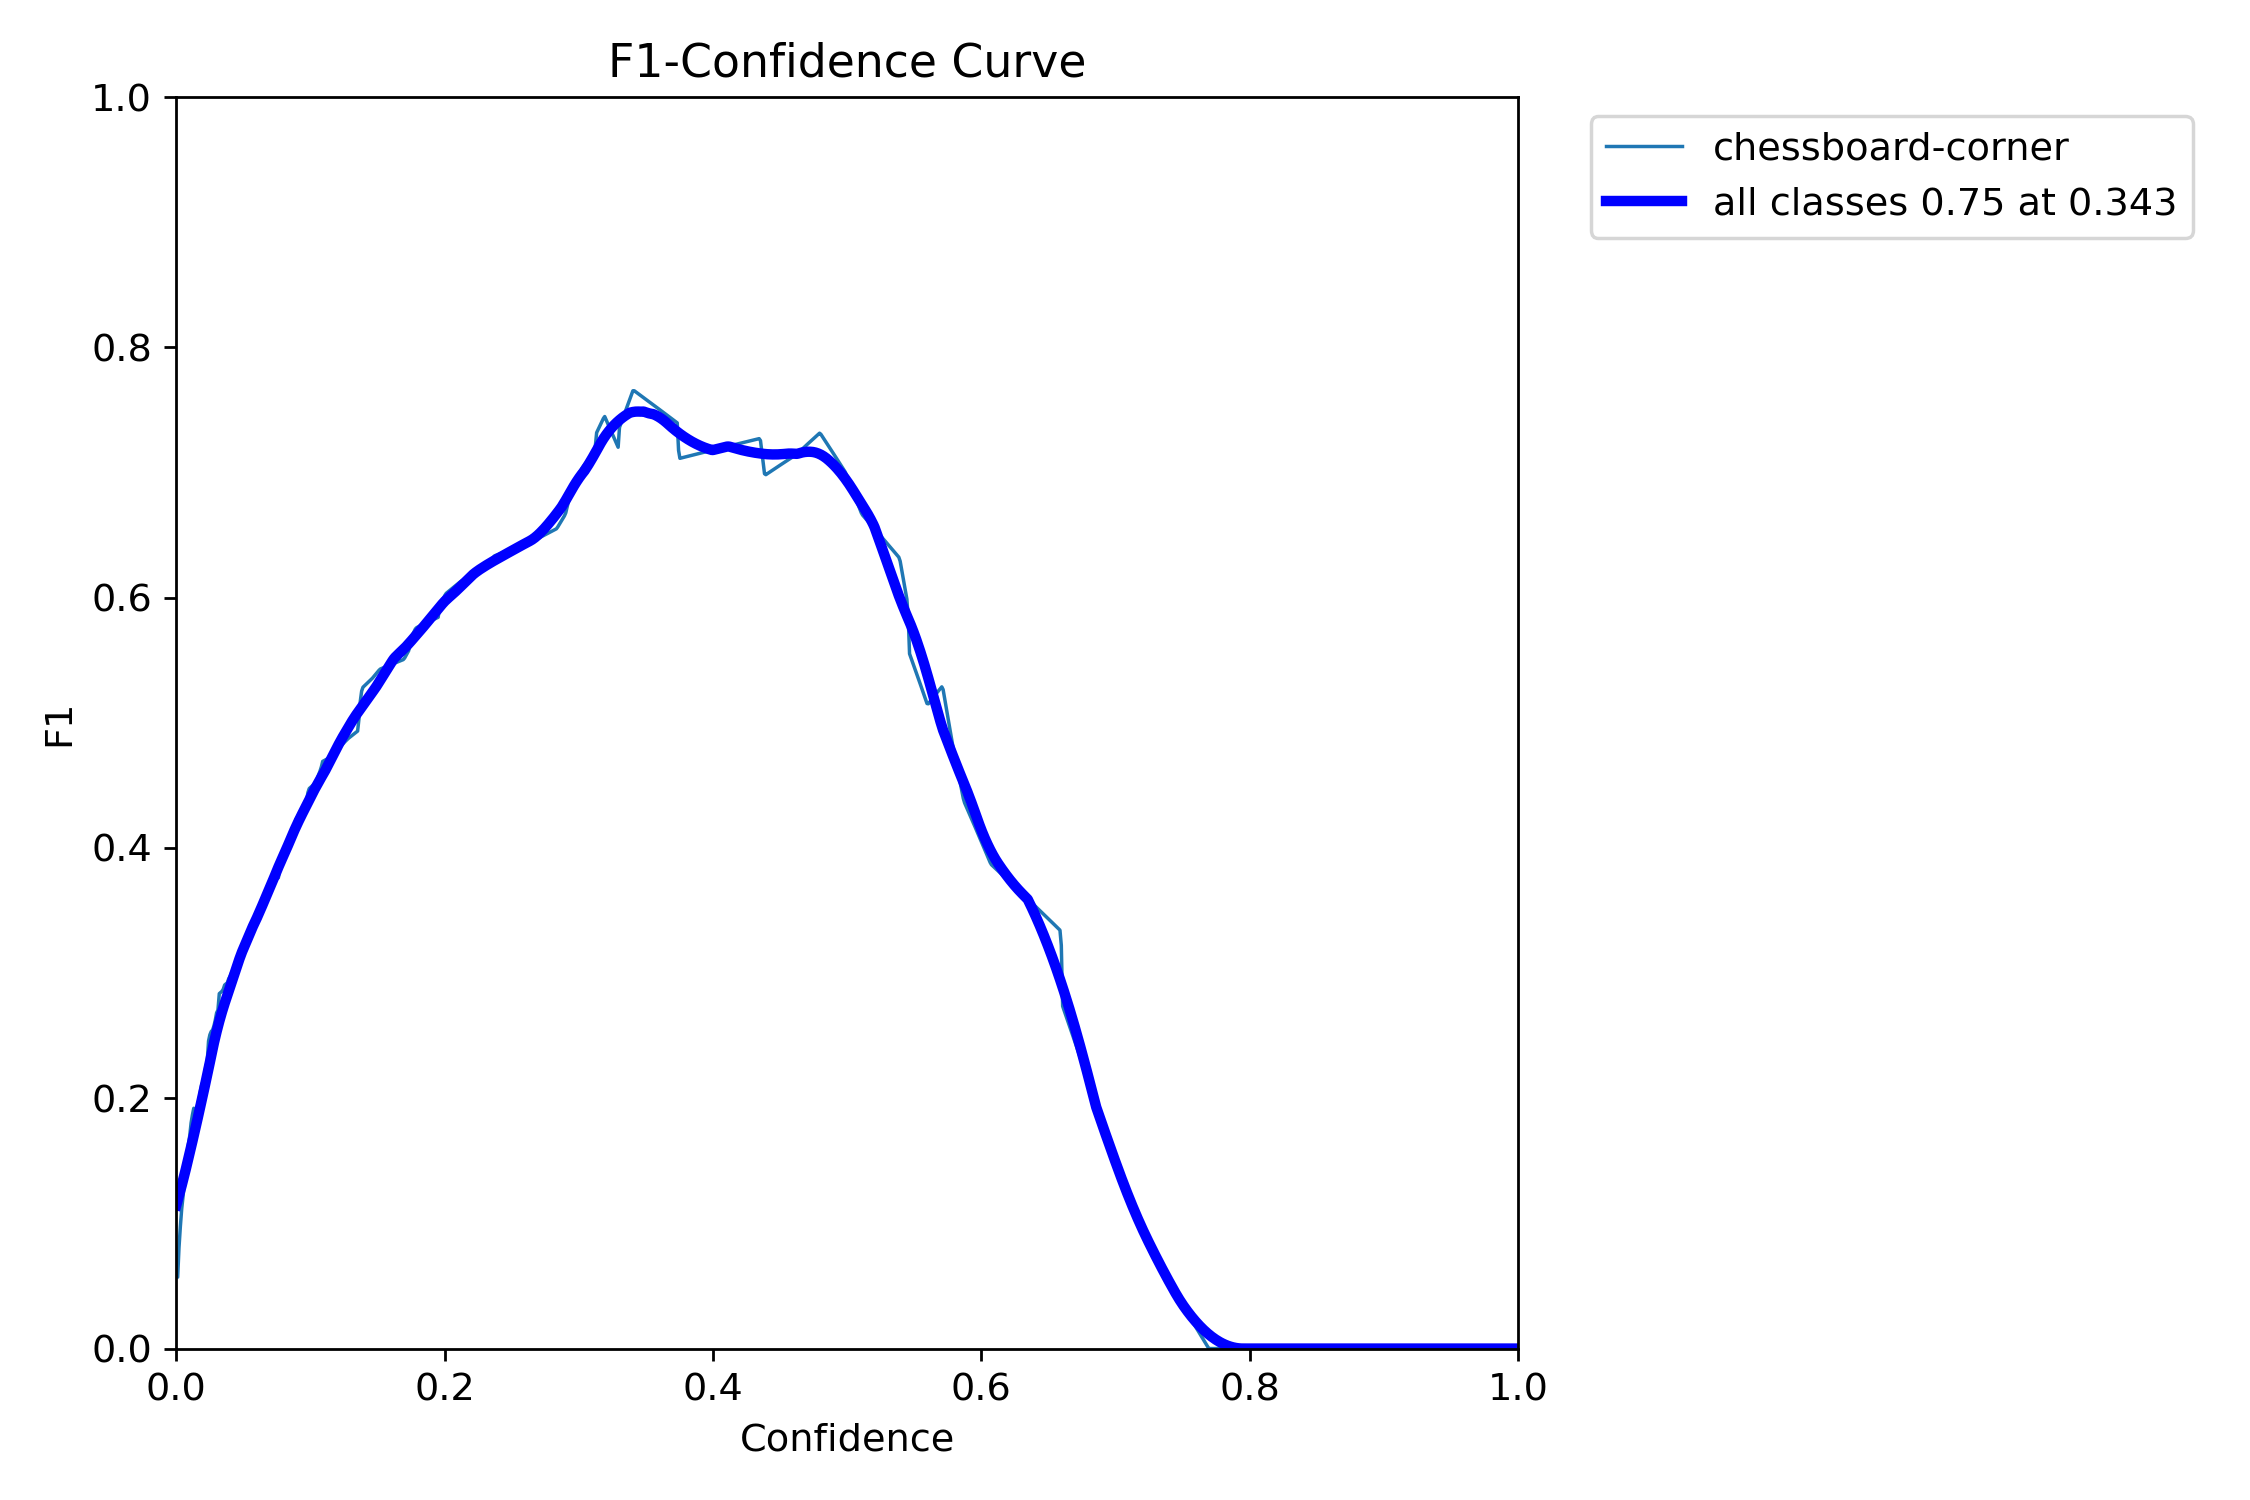 F1-Confidence Curve
1.0
0.8
0.6
0.4
0.2
0.0
F1
0.0 0.2 0.4 0.6 0.8 1.0
Confidence
chessboard-corner
all classes 0.75 at 0.343